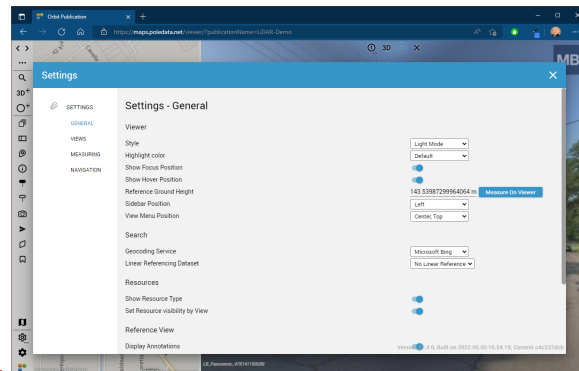 Orbit Publication
https://maps.poledata.net/viewer/?publicationName=LiDAR-Demo
3D
MB
3D+
Settings
SETTINGS
GENERAL
VIEWS
MEASURING
NAVIGATION
Settings - General
Viewer
Style Light Mode
Highlight color Default
Show Focus Position
Show Hover Position
Reference Ground Height 143.53987299964064 m Measure On Viewer
Sidebar Position Left
View Menu Position Center, Top
Search
Geocoding Service Microsoft Bing
Linear Referencing Dataset No Linear Reference
Resources
Show Resource Type
Set Resource visibility by View
Reference View
Display Annotations